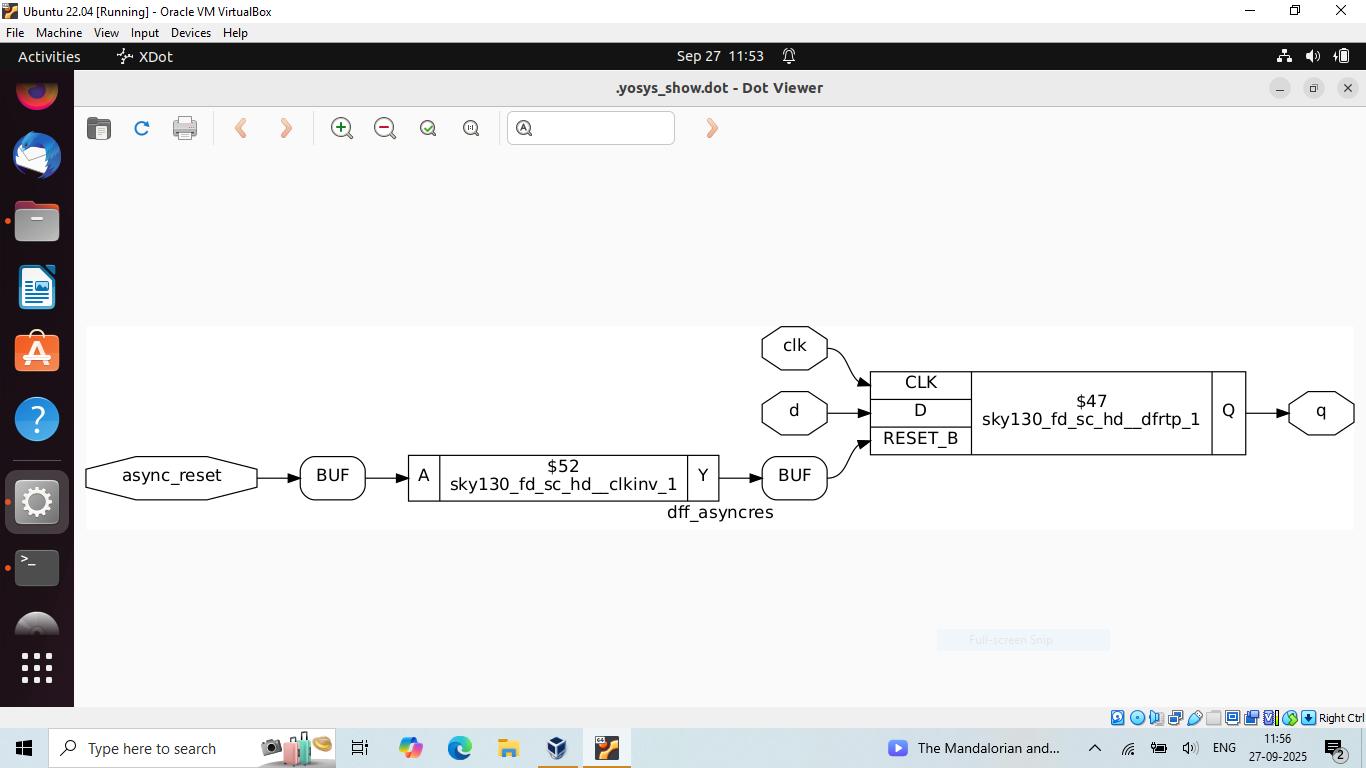 Ubuntu 22.04 [Running] - Oracle VM VirtualBox
File Machine View Input Devices Help
Activities XDot Sep 27 11:53
.yosys_show.dot - Dot Viewer
clk
CLK
d
D
$47
sky130_fd_sc_hd__dfrtp_1
Q
q
RESET_B
async_reset
BUF
A
$52
sky130_fd_sc_hd__clkinv_1
Y
BUF
dff_asyncres
Full-screen Snip
Right Ctrl
Type here to search
The Mandalorian and...
ENG
11:56
27-09-2025
2